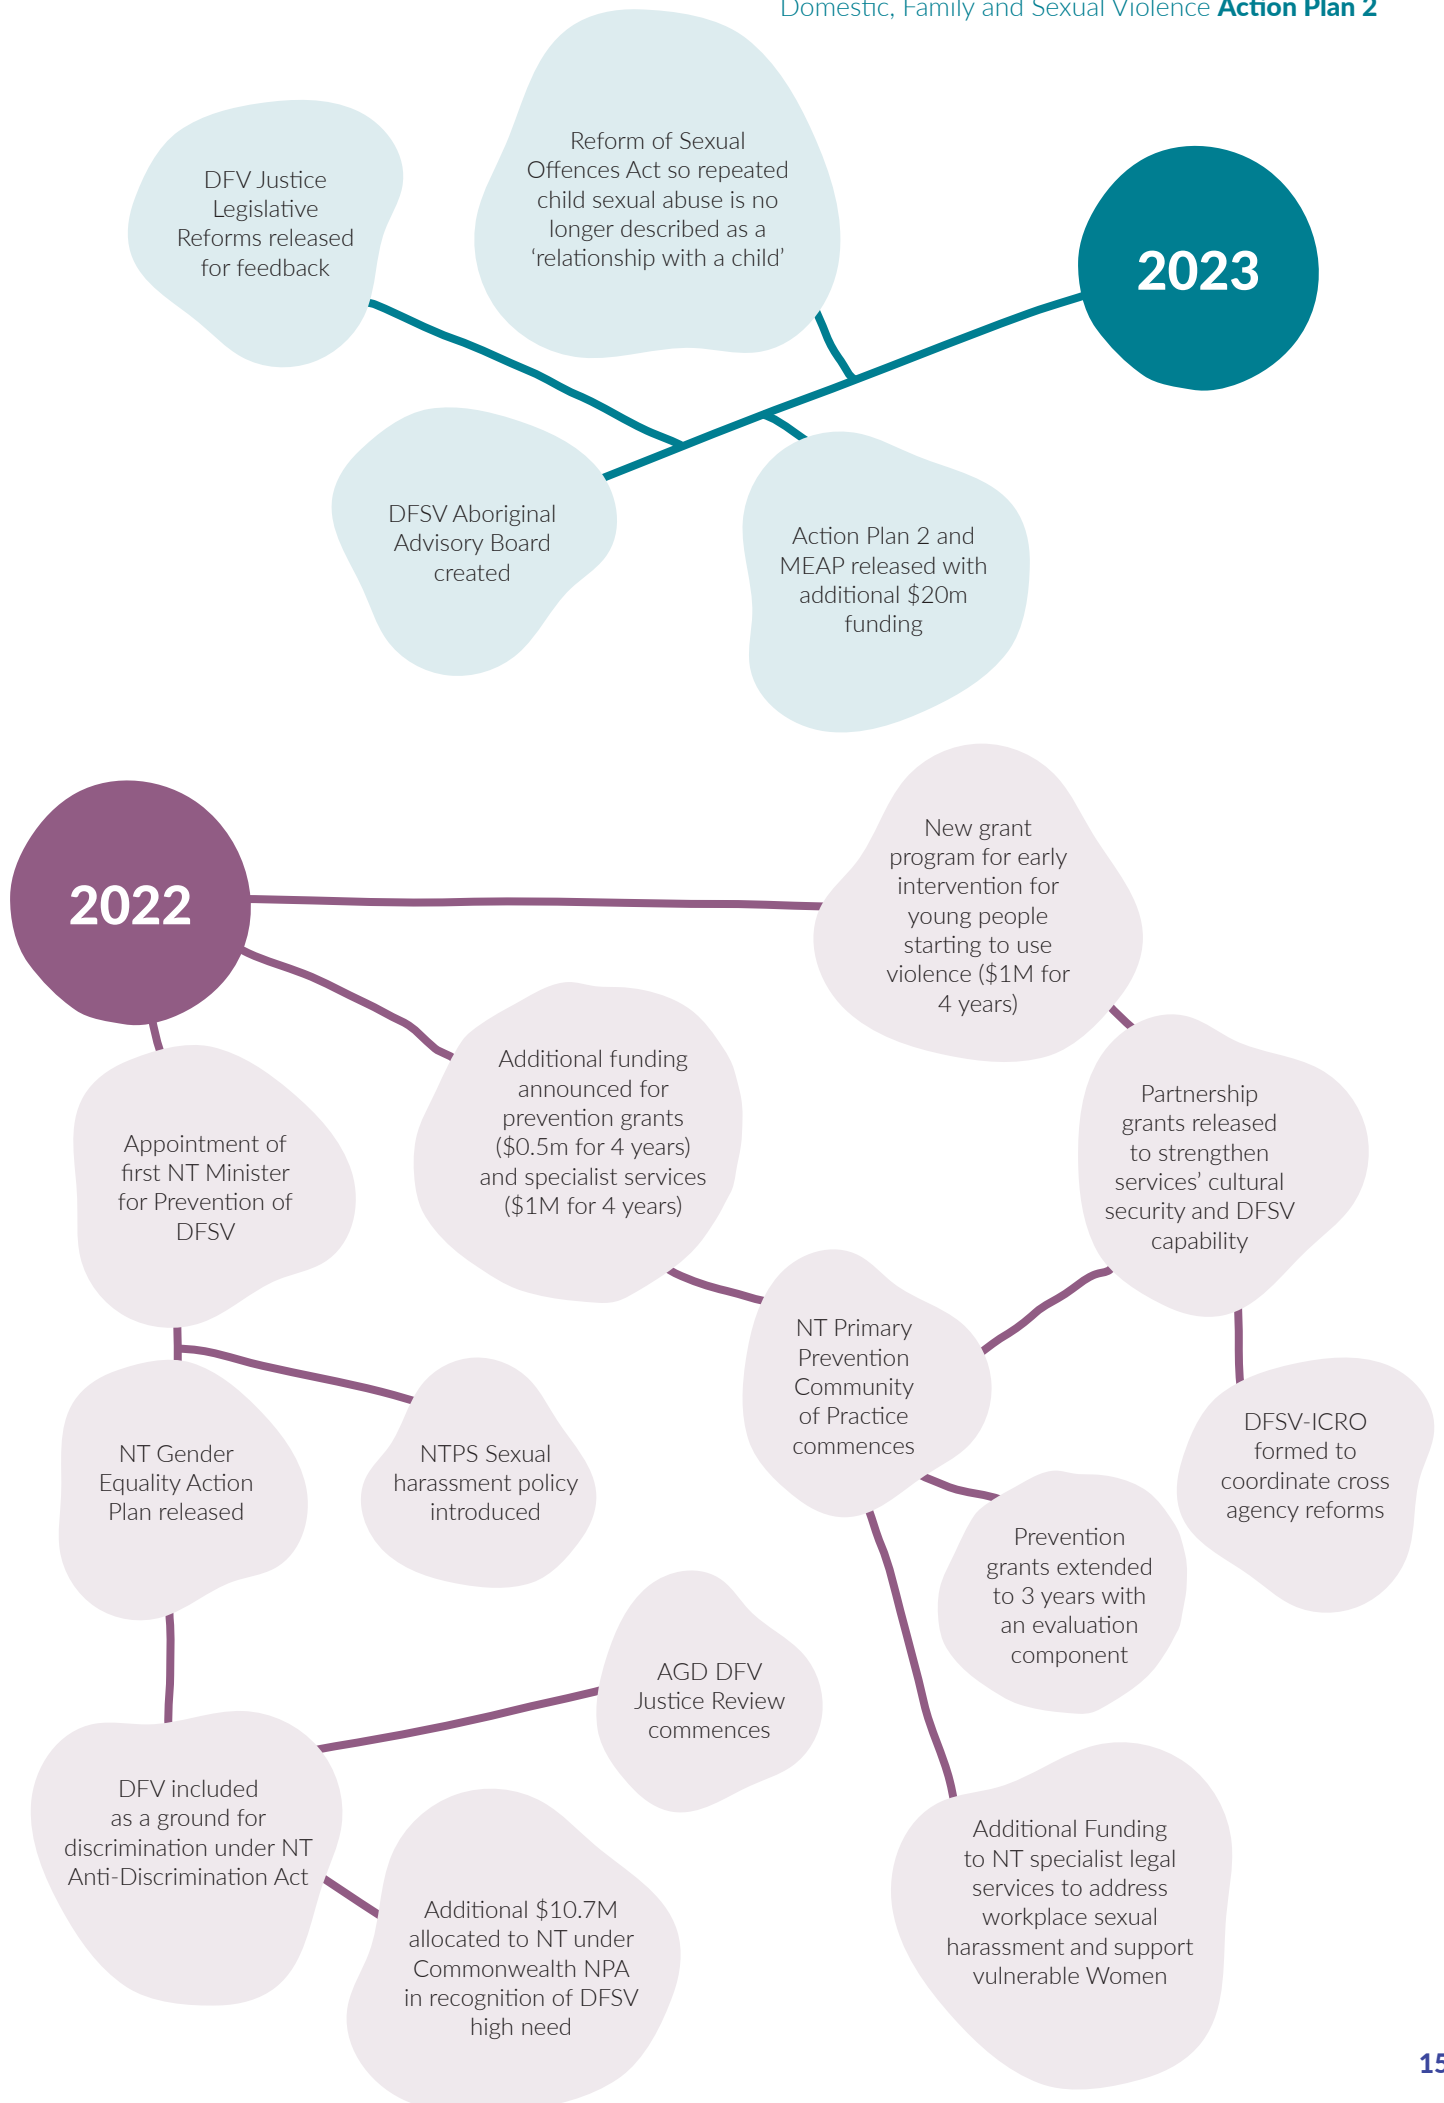 Domestic, Family and Sexual Violence Action Plan 2
Reform of Sexual
Offences Act so repeated
child sexual abuse is no
longer described as a
‘relationship with a child’
DFV Justice
Legislative
Reforms released
for feedback
2023
DFSV Aboriginal
Advisory Board
created
Action Plan 2 and
MEAP released with
additional $20m
funding
2022
New grant
program for early
intervention for
young people
starting to use
violence ($1M for
4 years)
Additional funding
announced for
prevention grants
($0.5m for 4 years)
and specialist services
($1M for 4 years)
Partnership
grants released
to strengthen
services’ cultural
security and DFSV
capability
Appointment of
first NT Minister
for Prevention of
DFSV
NT Primary
Prevention
Community
of Practice
commences
NT Gender
Equality Action
Plan released
NTPS Sexual
harassment policy
introduced
DFSV-ICRO
formed to
coordinate cross
agency reforms
Prevention
grants extended
to 3 years with
an evaluation
component
AGD DFV
Justice Review
commences
DFV included
as a ground for
discrimination under NT
Anti-Discrimination Act
Additional $10.7M
allocated to NT under
Commonwealth NPA
in recognition of DFSV
high need
Additional Funding
to NT specialist legal
services to address
workplace sexual
harassment and support
vulnerable Women
15